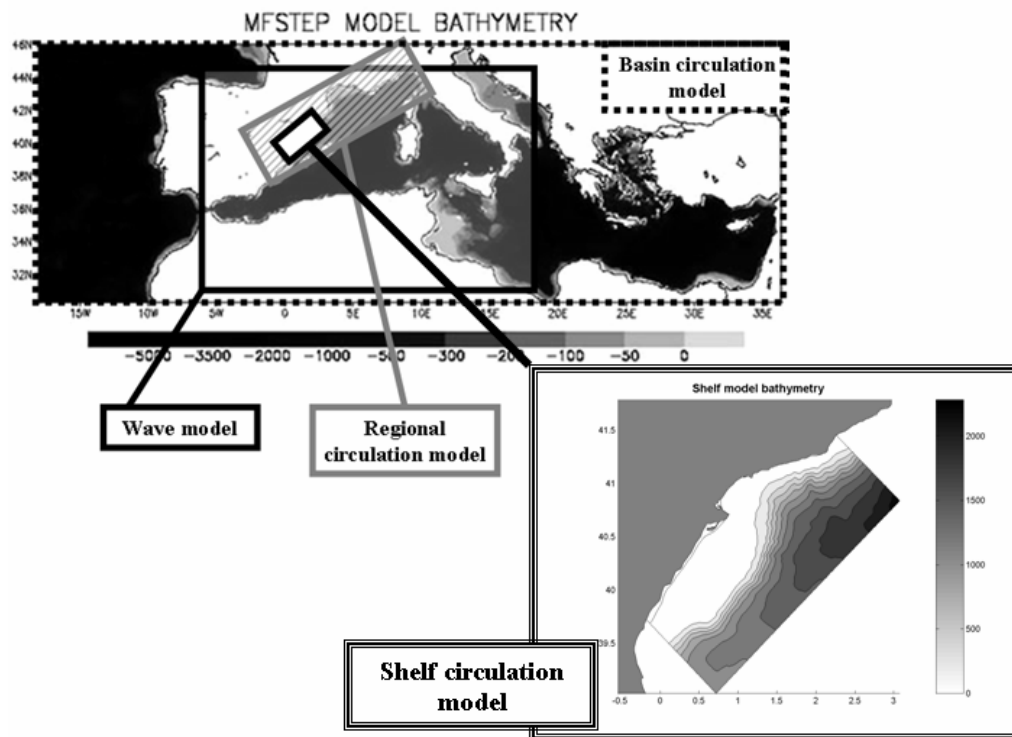 MFSTEP MODEL BATHYMETRY
46N
44N
42N
40N
38N
36N
34N
32N
Basin circulation
model
15W
10W
5W
0
5E
10E
15E
20E
25E
30E
35E
-5000 -3500 -2000 -1000 -300 -200 -100 -50 0
Wave model
Regional
circulation model
Shelf model bathymetry
41.5
41
40.5
40
39.5
-0.5 0 0.5 1 1.5 2 2.5 3
2000
1500
1000
500
0
Shelf circulation
model